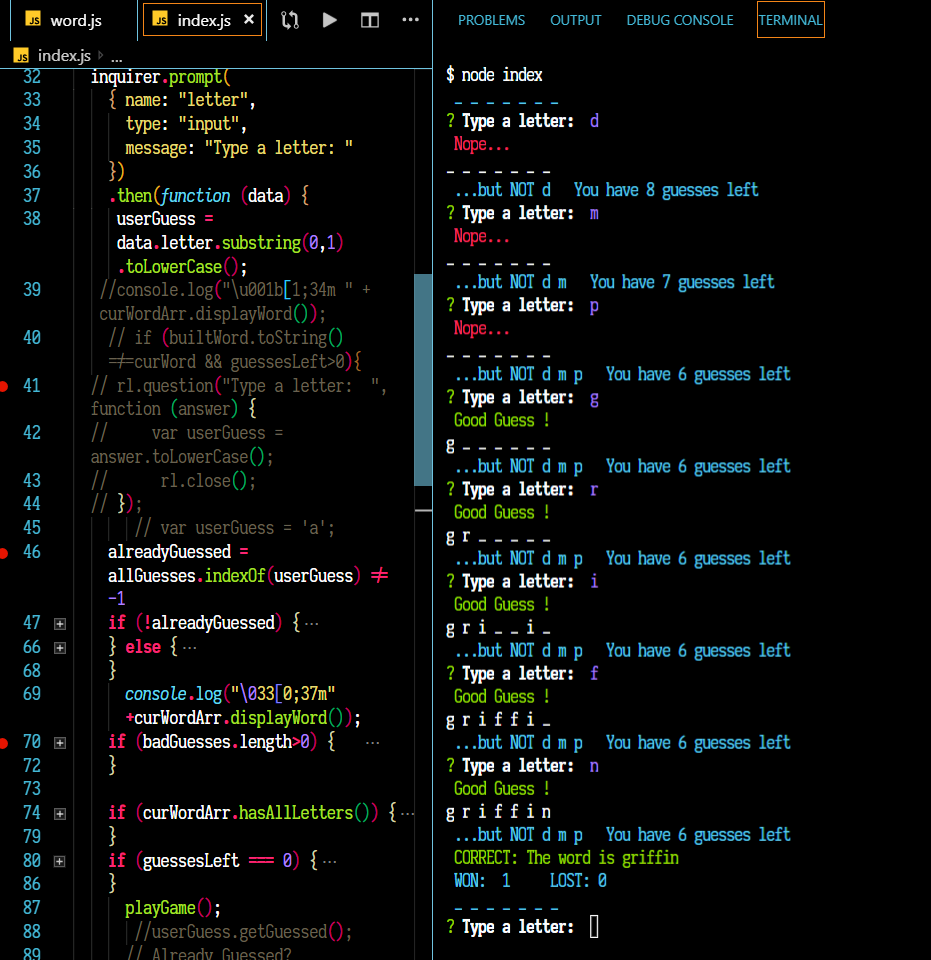 JS word.js
JS index.js ×
JS index.js › ...
32 inquirer.prompt(
33 { name: "letter",
34 type: "input",
35 message: "Type a letter: "
36 })
37 .then(function (data) {
38 userGuess =
data.letter.substring(0,1)
.toLowerCase();
39 //console.log("\u001b[1;34m " +
curWordArr.displayWord());
40 // if (builtWord.toString()
!==curWord && guessesLeft>0){
41 // rl.question("Type a letter:  ",
function (answer) {
42 //     var userGuess =
answer.toLowerCase();
43 //      rl.close();
44 // });
45 // var userGuess = 'a';
46 alreadyGuessed =
allGuesses.indexOf(userGuess) !=
-1
47 if (!alreadyGuessed) { ...
66 } else { ...
68 }
69 console.log("\033[0;37m"
+curWordArr.displayWord());
70 if (badGuesses.length>0) { ...
72 }
73
74 if (curWordArr.hasAllLetters()) { ...
79 }
80 if (guessesLeft === 0) { ...
86 }
87 playGame();
88 //userGuess.getGuessed();
89 // Already Guessed?
PROBLEMS OUTPUT DEBUG CONSOLE TERMINAL
$ node index
_ _ _ _ _ _ _
? Type a letter:  d
Nope...
_ _ _ _ _ _ _
...but NOT d   You have 8 guesses left
? Type a letter:  m
Nope...
_ _ _ _ _ _ _
...but NOT d m   You have 7 guesses left
? Type a letter:  p
Nope...
_ _ _ _ _ _ _
...but NOT d m p   You have 6 guesses left
? Type a letter:  g
Good Guess !
g _ _ _ _ _ _
...but NOT d m p   You have 6 guesses left
? Type a letter:  r
Good Guess !
g r _ _ _ _ _
...but NOT d m p   You have 6 guesses left
? Type a letter:  i
Good Guess !
g r i _ _ i _
...but NOT d m p   You have 6 guesses left
? Type a letter:  f
Good Guess !
g r i f f i _
...but NOT d m p   You have 6 guesses left
? Type a letter:  n
Good Guess !
g r i f f i n
...but NOT d m p   You have 6 guesses left
CORRECT: The word is griffin
WON:  1     LOST: 0
_ _ _ _ _ _ _
? Type a letter: